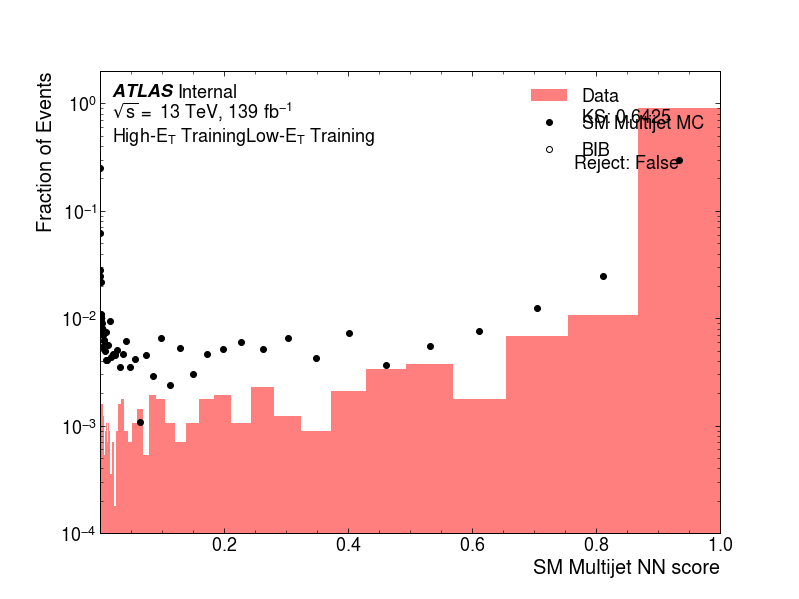 ATLAS Internal
√s = 13 TeV, 139 fb⁻¹
High-E_T TrainingLow-E_T Training
Data
KS: 0.6425
SM Multijet MC
BIB
Reject: False
Fraction of Events
10⁰
10⁻¹
10⁻²
10⁻³
10⁻⁴
0.2 0.4 0.6 0.8 1.0
SM Multijet NN score